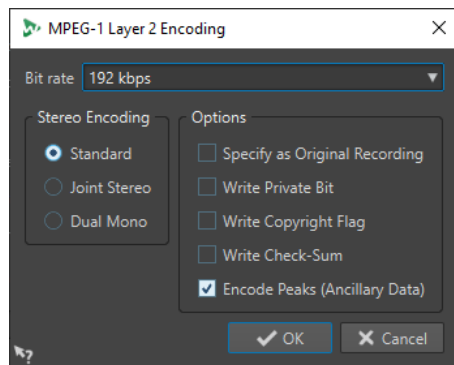 MPEG-1 Layer 2 Encoding
Bit rate 192 kbps
Stereo Encoding
Standard
Joint Stereo
Dual Mono
Options
Specify as Original Recording
Write Private Bit
Write Copyright Flag
Write Check-Sum
Encode Peaks (Ancillary Data)
OK Cancel
?